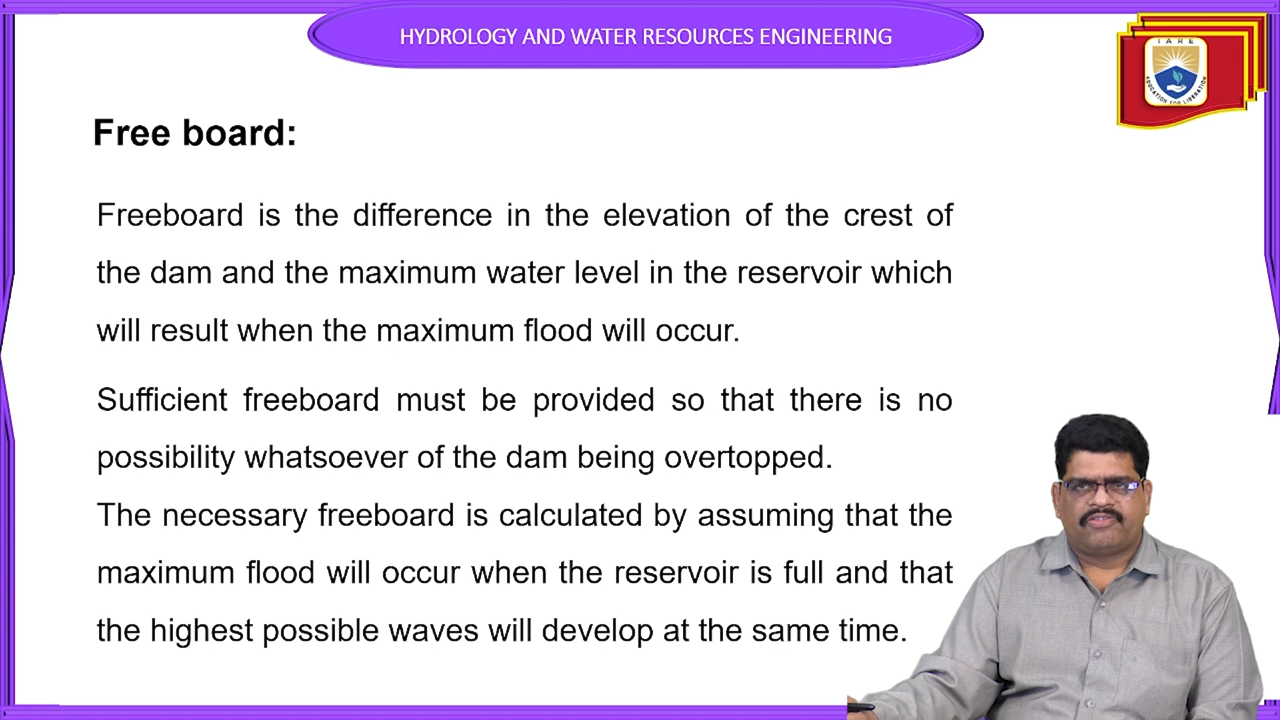 HYDROLOGY AND WATER RESOURCES ENGINEERING
IARE
EDUCATION FOR LIBERATION
Free board:
Freeboard is the difference in the elevation of the crest of
the dam and the maximum water level in the reservoir which
will result when the maximum flood will occur.
Sufficient freeboard must be provided so that there is no
possibility whatsoever of the dam being overtopped.
The necessary freeboard is calculated by assuming that the
maximum flood will occur when the reservoir is full and that
the highest possible waves will develop at the same time.